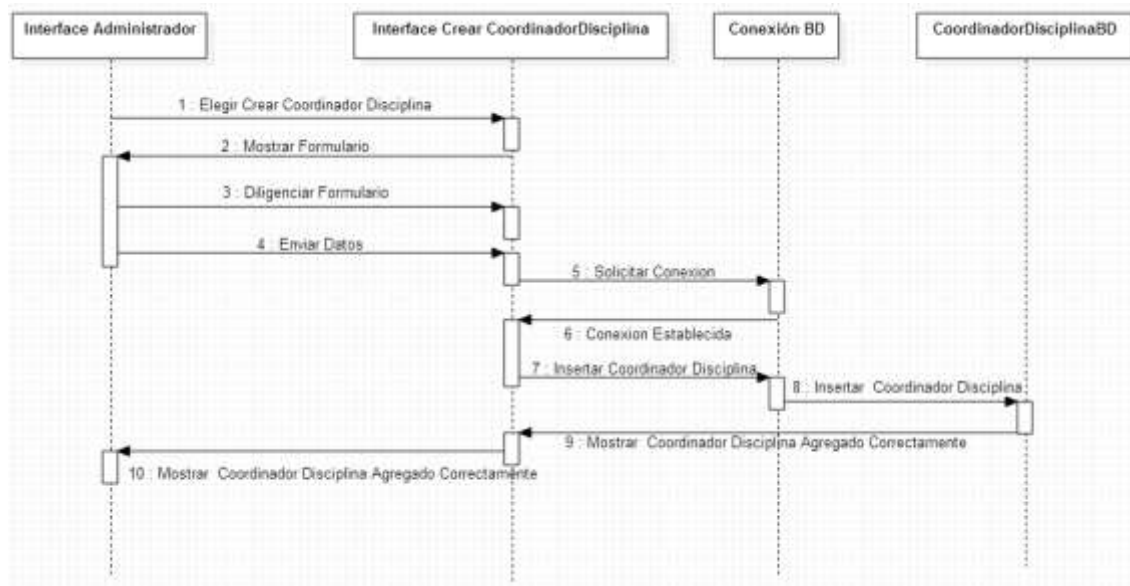 Interface Administrador
Interface Crear CoordinadorDisciplina
Conexión BD
CoordinadorDisciplinaBD
1 : Elegir Crear Coordinador Disciplina
2 : Mostrar Formulario
3 : Diligenciar Formulario
4 : Enviar Datos
5 : Solicitar Conexion
6 : Conexion Establecida
7 : Insertar Coordinador Disciplina
8 : Insertar Coordinador Disciplina
9 : Mostrar Coordinador Disciplina Agregado Correctamente
10 : Mostrar Coordinador Disciplina Agregado Correctamente